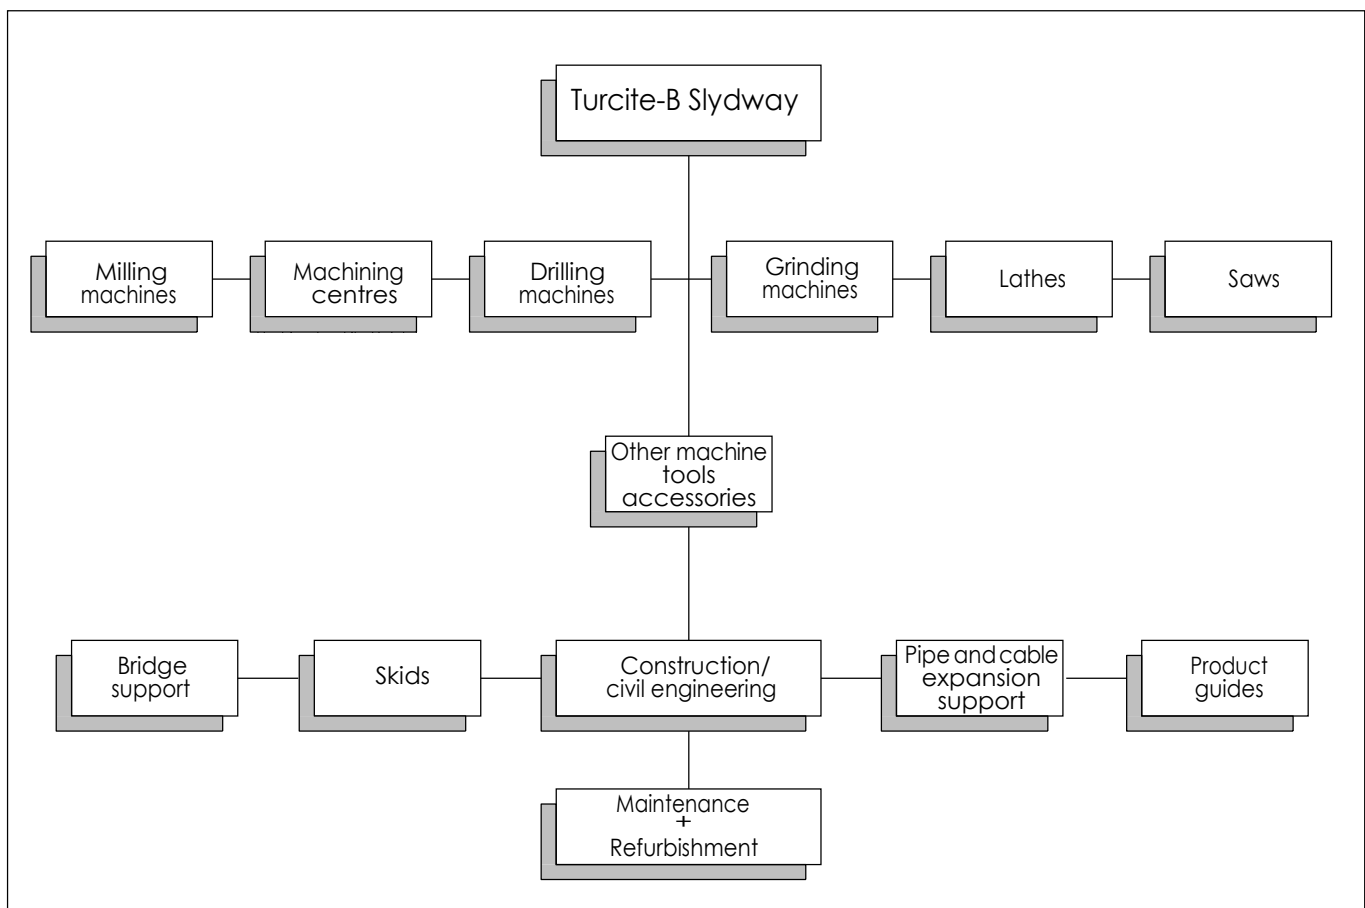 Turcite-B Slydway
Milling
machines
Machining
centres
Drilling
machines
Grinding
machines
Lathes
Saws
Other machine
tools
accessories
Bridge
support
Skids
Construction/
civil engineering
Pipe and cable
expansion
support
Product
guides
Maintenance
+
Refurbishment